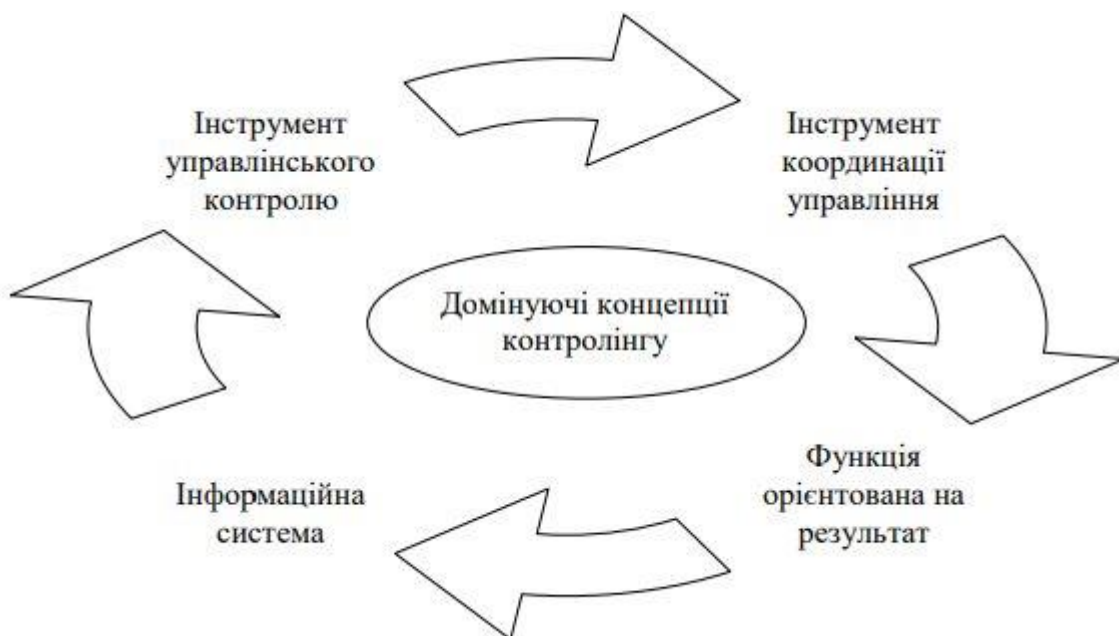 Інструмент
управлінського
контролю
Інструмент
координації
управління
Домінуючі концепції
контролінгу
Інформаційна
система
Функція
орієнтована на
результат